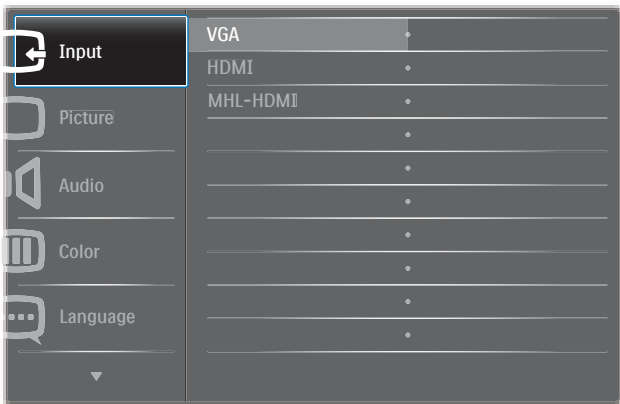 Input
Picture
Audio
Color
Language
VGA
HDMI
MHL-HDMI